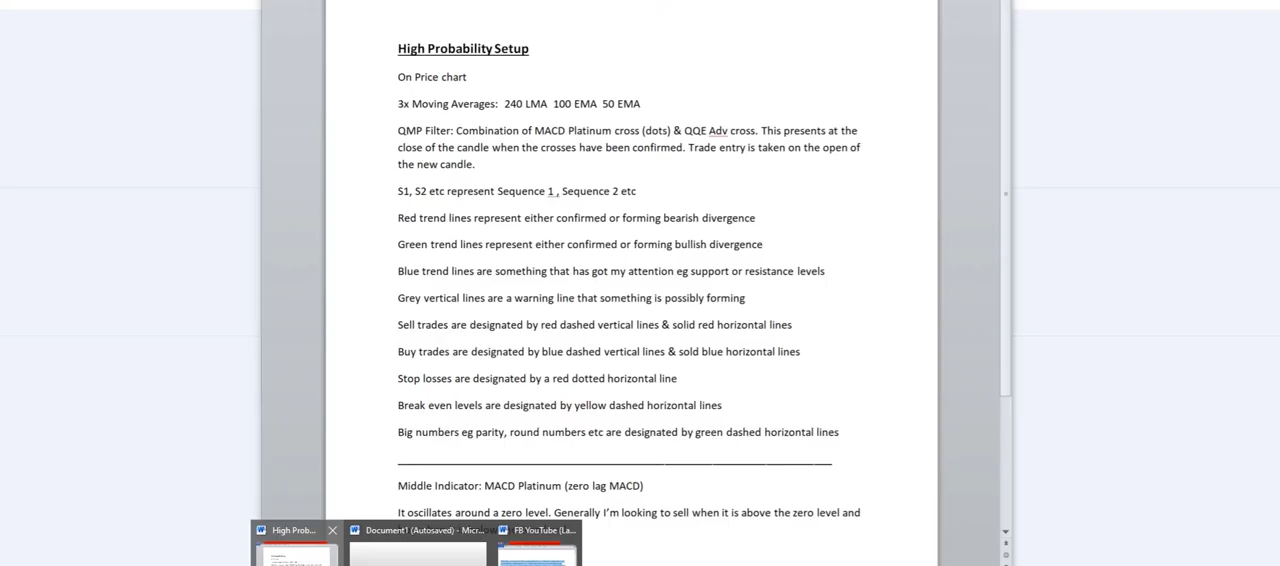 High Probability Setup
On Price chart
3x Moving Averages:  240 LMA  100 EMA  50 EMA
QMP Filter: Combination of MACD Platinum cross (dots) & QQE Adv cross. This presents at the
close of the candle when the crosses have been confirmed. Trade entry is taken on the open of
the new candle.
S1, S2 etc represent Sequence 1 , Sequence 2 etc
Red trend lines represent either confirmed or forming bearish divergence
Green trend lines represent either confirmed or forming bullish divergence
Blue trend lines are something that has got my attention eg support or resistance levels
Grey vertical lines are a warning line that something is possibly forming
Sell trades are designated by red dashed vertical lines & solid red horizontal lines
Buy trades are designated by blue dashed vertical lines & sold blue horizontal lines
Stop losses are designated by a red dotted horizontal line
Break even levels are designated by yellow dashed horizontal lines
Big numbers eg parity, round numbers etc are designated by green dashed horizontal lines
Middle Indicator: MACD Platinum (zero lag MACD)
It oscillates around a zero level. Generally I'm looking to sell when it is above the zero level and
High Prob... Document1 (Autosaved) - Micr... FB YouTube (La...